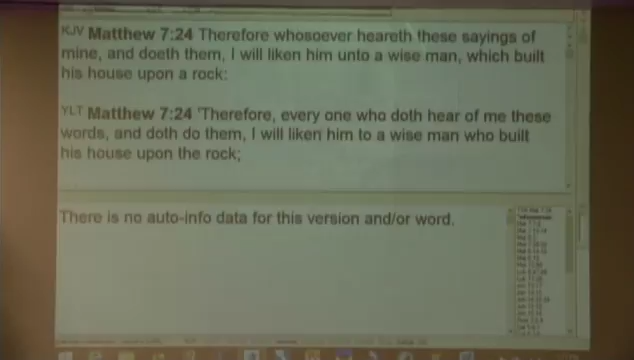 KJV Matthew 7:24 Therefore whosoever heareth these sayings of
mine, and doeth them, I will liken him unto a wise man, which built
his house upon a rock:
YLT Matthew 7:24 'Therefore, every one who doth hear of me these
words, and doth do them, I will liken him to a wise man who built
his house upon the rock;
There is no auto-info data for this version and/or word.